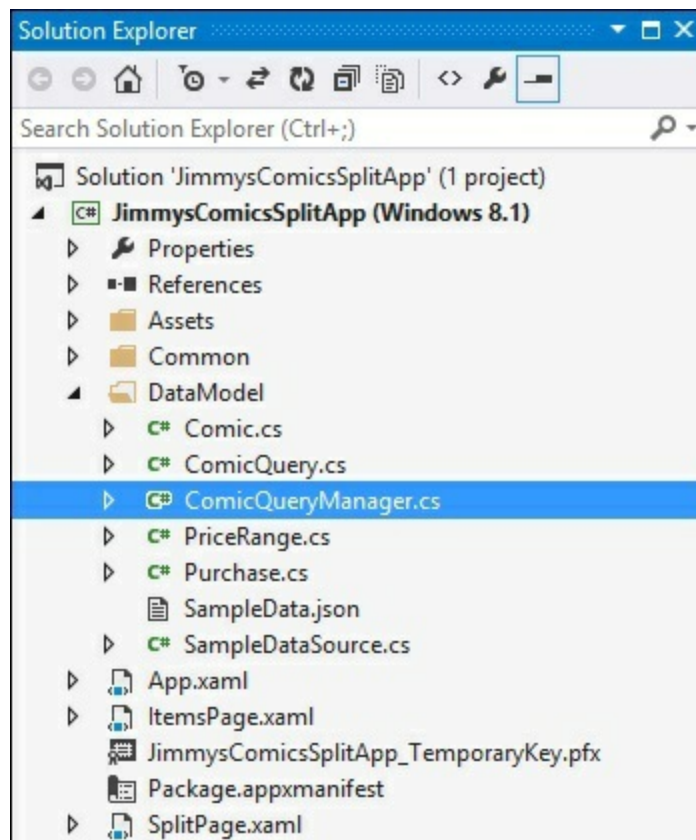 Solution Explorer
Search Solution Explorer (Ctrl+;)
Solution 'JimmysComicsSplitApp' (1 project)
C# JimmysComicsSplitApp (Windows 8.1)
Properties
References
Assets
Common
DataModel
C# Comic.cs
C# ComicQuery.cs
C# ComicQueryManager.cs
C# PriceRange.cs
C# Purchase.cs
SampleData.json
C# SampleDataSource.cs
App.xaml
ItemsPage.xaml
JimmysComicsSplitApp_TemporaryKey.pfx
Package.appxmanifest
SplitPage.xaml